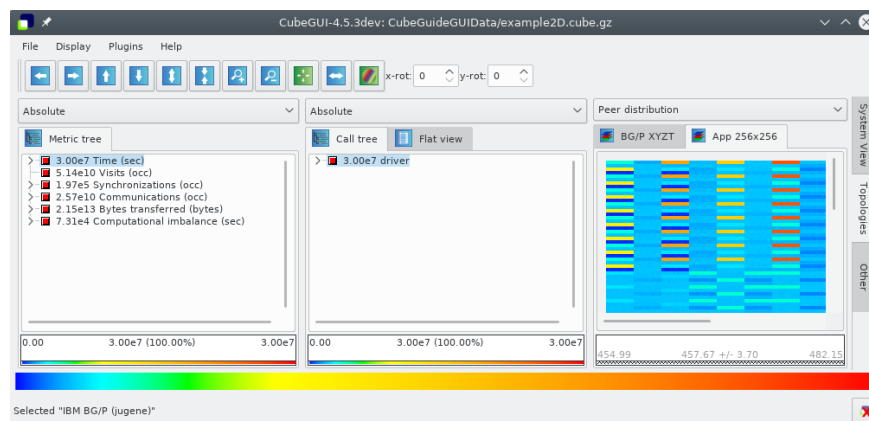 CubeGUI-4.5.3dev: CubeGuideGUIData/example2D.cube.gz
File Display Plugins Help
x-rot: 0 y-rot: 0
Absolute
Metric tree
3.00e7 Time (sec)
5.14e10 Visits (occ)
1.97e5 Synchronizations (occ)
2.57e10 Communications (occ)
2.15e13 Bytes transferred (bytes)
7.31e4 Computational imbalance (sec)
0.00 3.00e7 (100.00%) 3.00e7
Absolute
Call tree Flat view
3.00e7 driver
0.00 3.00e7 (100.00%) 3.00e7
Peer distribution
BG/P XYZT App 256x256
454.99 457.67 +/- 3.70 482.15
System View
Topologies
Other
Selected "IBM BG/P (jugene)"